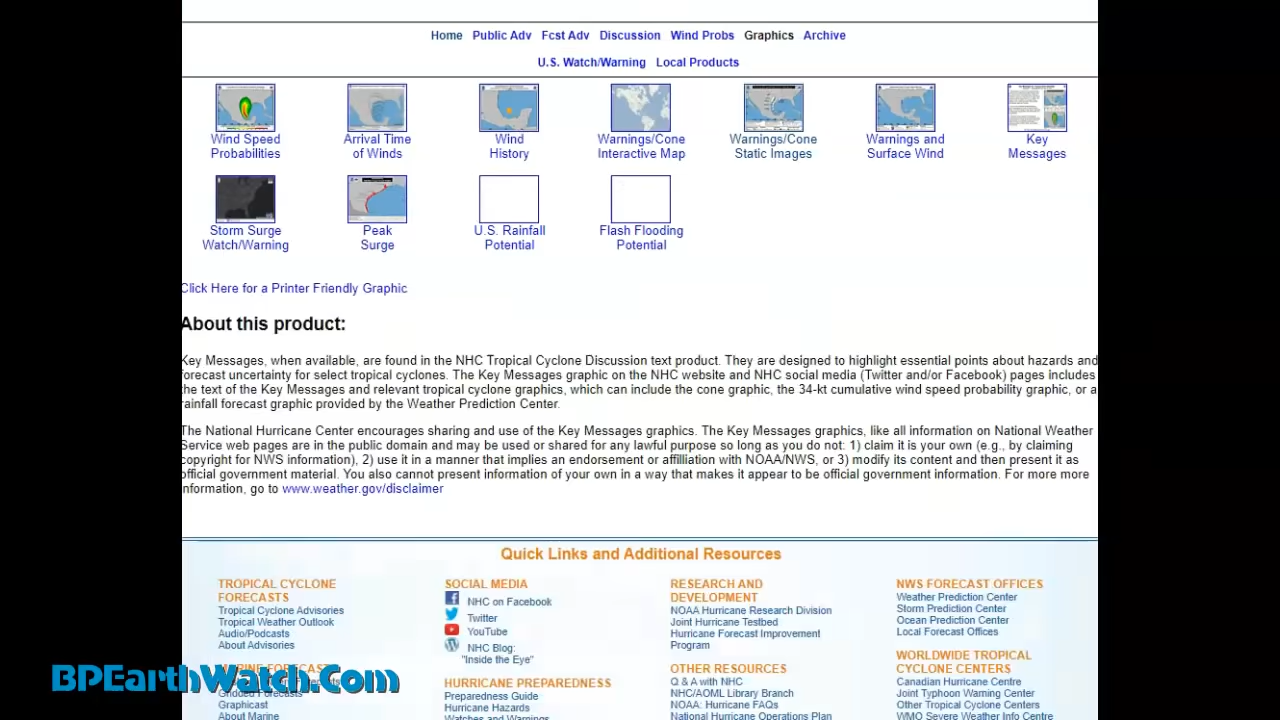 Home Public Adv Fcst Adv Discussion Wind Probs Graphics Archive
U.S. Watch/Warning Local Products
Wind Speed Probabilities
Arrival Time of Winds
Wind History
Warnings/Cone Interactive Map
Warnings/Cone Static Images
Warnings and Surface Wind
Key Messages
Storm Surge Watch/Warning
Peak Surge
U.S. Rainfall Potential
Flash Flooding Potential
Click Here for a Printer Friendly Graphic
About this product:
Key Messages, when available, are found in the NHC Tropical Cyclone Discussion text product. They are designed to highlight essential points about hazards and
forecast uncertainty for select tropical cyclones. The Key Messages graphic on the NHC website and NHC social media (Twitter and/or Facebook) pages includes
the text of the Key Messages and relevant tropical cyclone graphics, which can include the cone graphic, the 34-kt cumulative wind speed probability graphic, or a
rainfall forecast graphic provided by the Weather Prediction Center.
The National Hurricane Center encourages sharing and use of the Key Messages graphics. The Key Messages graphics, like all information on National Weather
Service web pages are in the public domain and may be used or shared for any lawful purpose so long as you do not: 1) claim it is your own (e.g., by claiming
copyright for NWS information), 2) use it in a manner that implies an endorsement or affilliation with NOAA/NWS, or 3) modify its content and then present it as
official government material. You also cannot present information of your own in a way that makes it appear to be official government information. For more more
information, go to www.weather.gov/disclaimer
Quick Links and Additional Resources
TROPICAL CYCLONE
FORECASTS
Tropical Cyclone Advisories
Tropical Weather Outlook
Audio/Podcasts
About Advisories
MARINE FORECASTS
Gridded Forecasts
Graphicast
About Marine
SOCIAL MEDIA
NHC on Facebook
Twitter
YouTube
NHC Blog:
"Inside the Eye"
HURRICANE PREPAREDNESS
Preparedness Guide
Hurricane Hazards
Watches and Warnings
RESEARCH AND
DEVELOPMENT
NOAA Hurricane Research Division
Joint Hurricane Testbed
Hurricane Forecast Improvement
Program
OTHER RESOURCES
Q & A with NHC
NHC/AOML Library Branch
NOAA: Hurricane FAQs
National Hurricane Operations Plan
NWS FORECAST OFFICES
Weather Prediction Center
Storm Prediction Center
Ocean Prediction Center
Local Forecast Offices
WORLDWIDE TROPICAL
CYCLONE CENTERS
Canadian Hurricane Centre
Joint Typhoon Warning Center
Other Tropical Cyclone Centers
WMO Severe Weather Info Centre
BPEarthWatch.Com